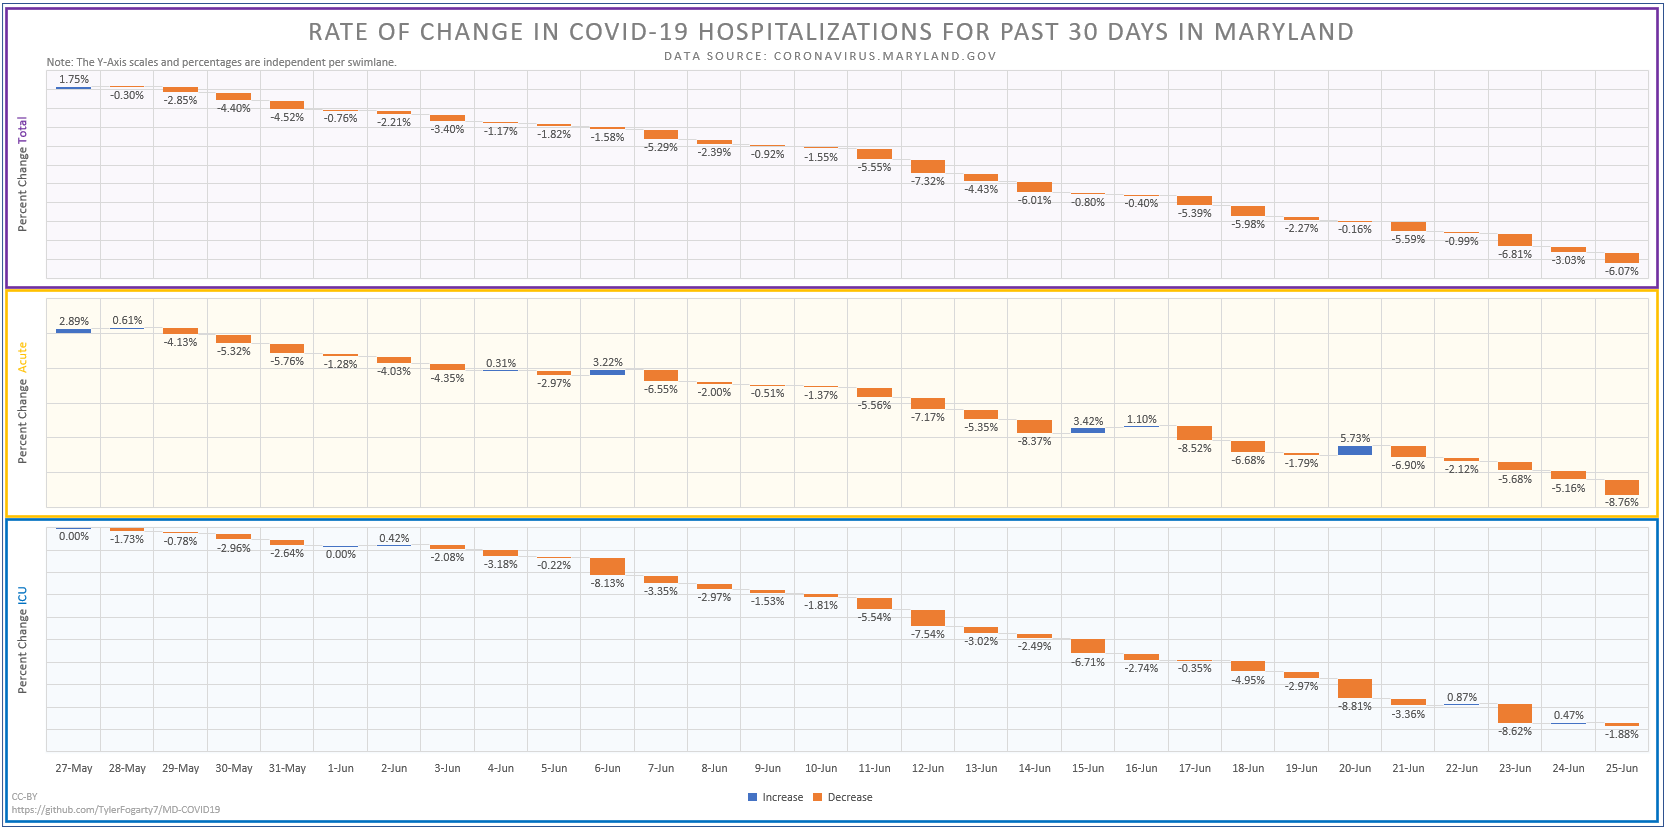 RATE OF CHANGE IN COVID-19 HOSPITALIZATIONS FOR PAST 30 DAYS IN MARYLAND
DATA SOURCE: CORONAVIRUS.MARYLAND.GOV
Note: The Y-Axis scales and percentages are independent per swimlane.
Percent Change Total
1.75% -0.30% -2.85% -4.40% -4.52% -0.76% -2.21% -3.40% -1.17% -1.82% -1.58% -5.29% -2.39% -0.92% -1.55% -5.55% -7.32% -4.43% -6.01% -0.80% -0.40% -5.39% -5.98% -2.27% -0.16% -5.59% -0.99% -6.81% -3.03% -6.07%
Percent Change Acute
2.89% 0.61% -4.13% -5.32% -5.76% -1.28% -4.03% -4.35% 0.31% -2.97% 3.22% -6.55% -2.00% -0.51% -1.37% -5.56% -7.17% -5.35% -8.37% 3.42% 1.10% -8.52% -6.68% -1.79% 5.73% -6.90% -2.12% -5.68% -5.16% -8.76%
Percent Change ICU
0.00% -1.73% -0.78% -2.96% -2.64% 0.00% 0.42% -2.08% -3.18% -0.22% -8.13% -3.35% -2.97% -1.53% -1.81% -5.54% -7.54% -3.02% -2.49% -6.71% -2.74% -0.35% -4.95% -2.97% -8.81% -3.36% 0.87% -8.62% 0.47% -1.88%
27-May 28-May 29-May 30-May 31-May 1-Jun 2-Jun 3-Jun 4-Jun 5-Jun 6-Jun 7-Jun 8-Jun 9-Jun 10-Jun 11-Jun 12-Jun 13-Jun 14-Jun 15-Jun 16-Jun 17-Jun 18-Jun 19-Jun 20-Jun 21-Jun 22-Jun 23-Jun 24-Jun 25-Jun
Increase Decrease
CC-BY
https://github.com/TylerFogarty7/MD-COVID19